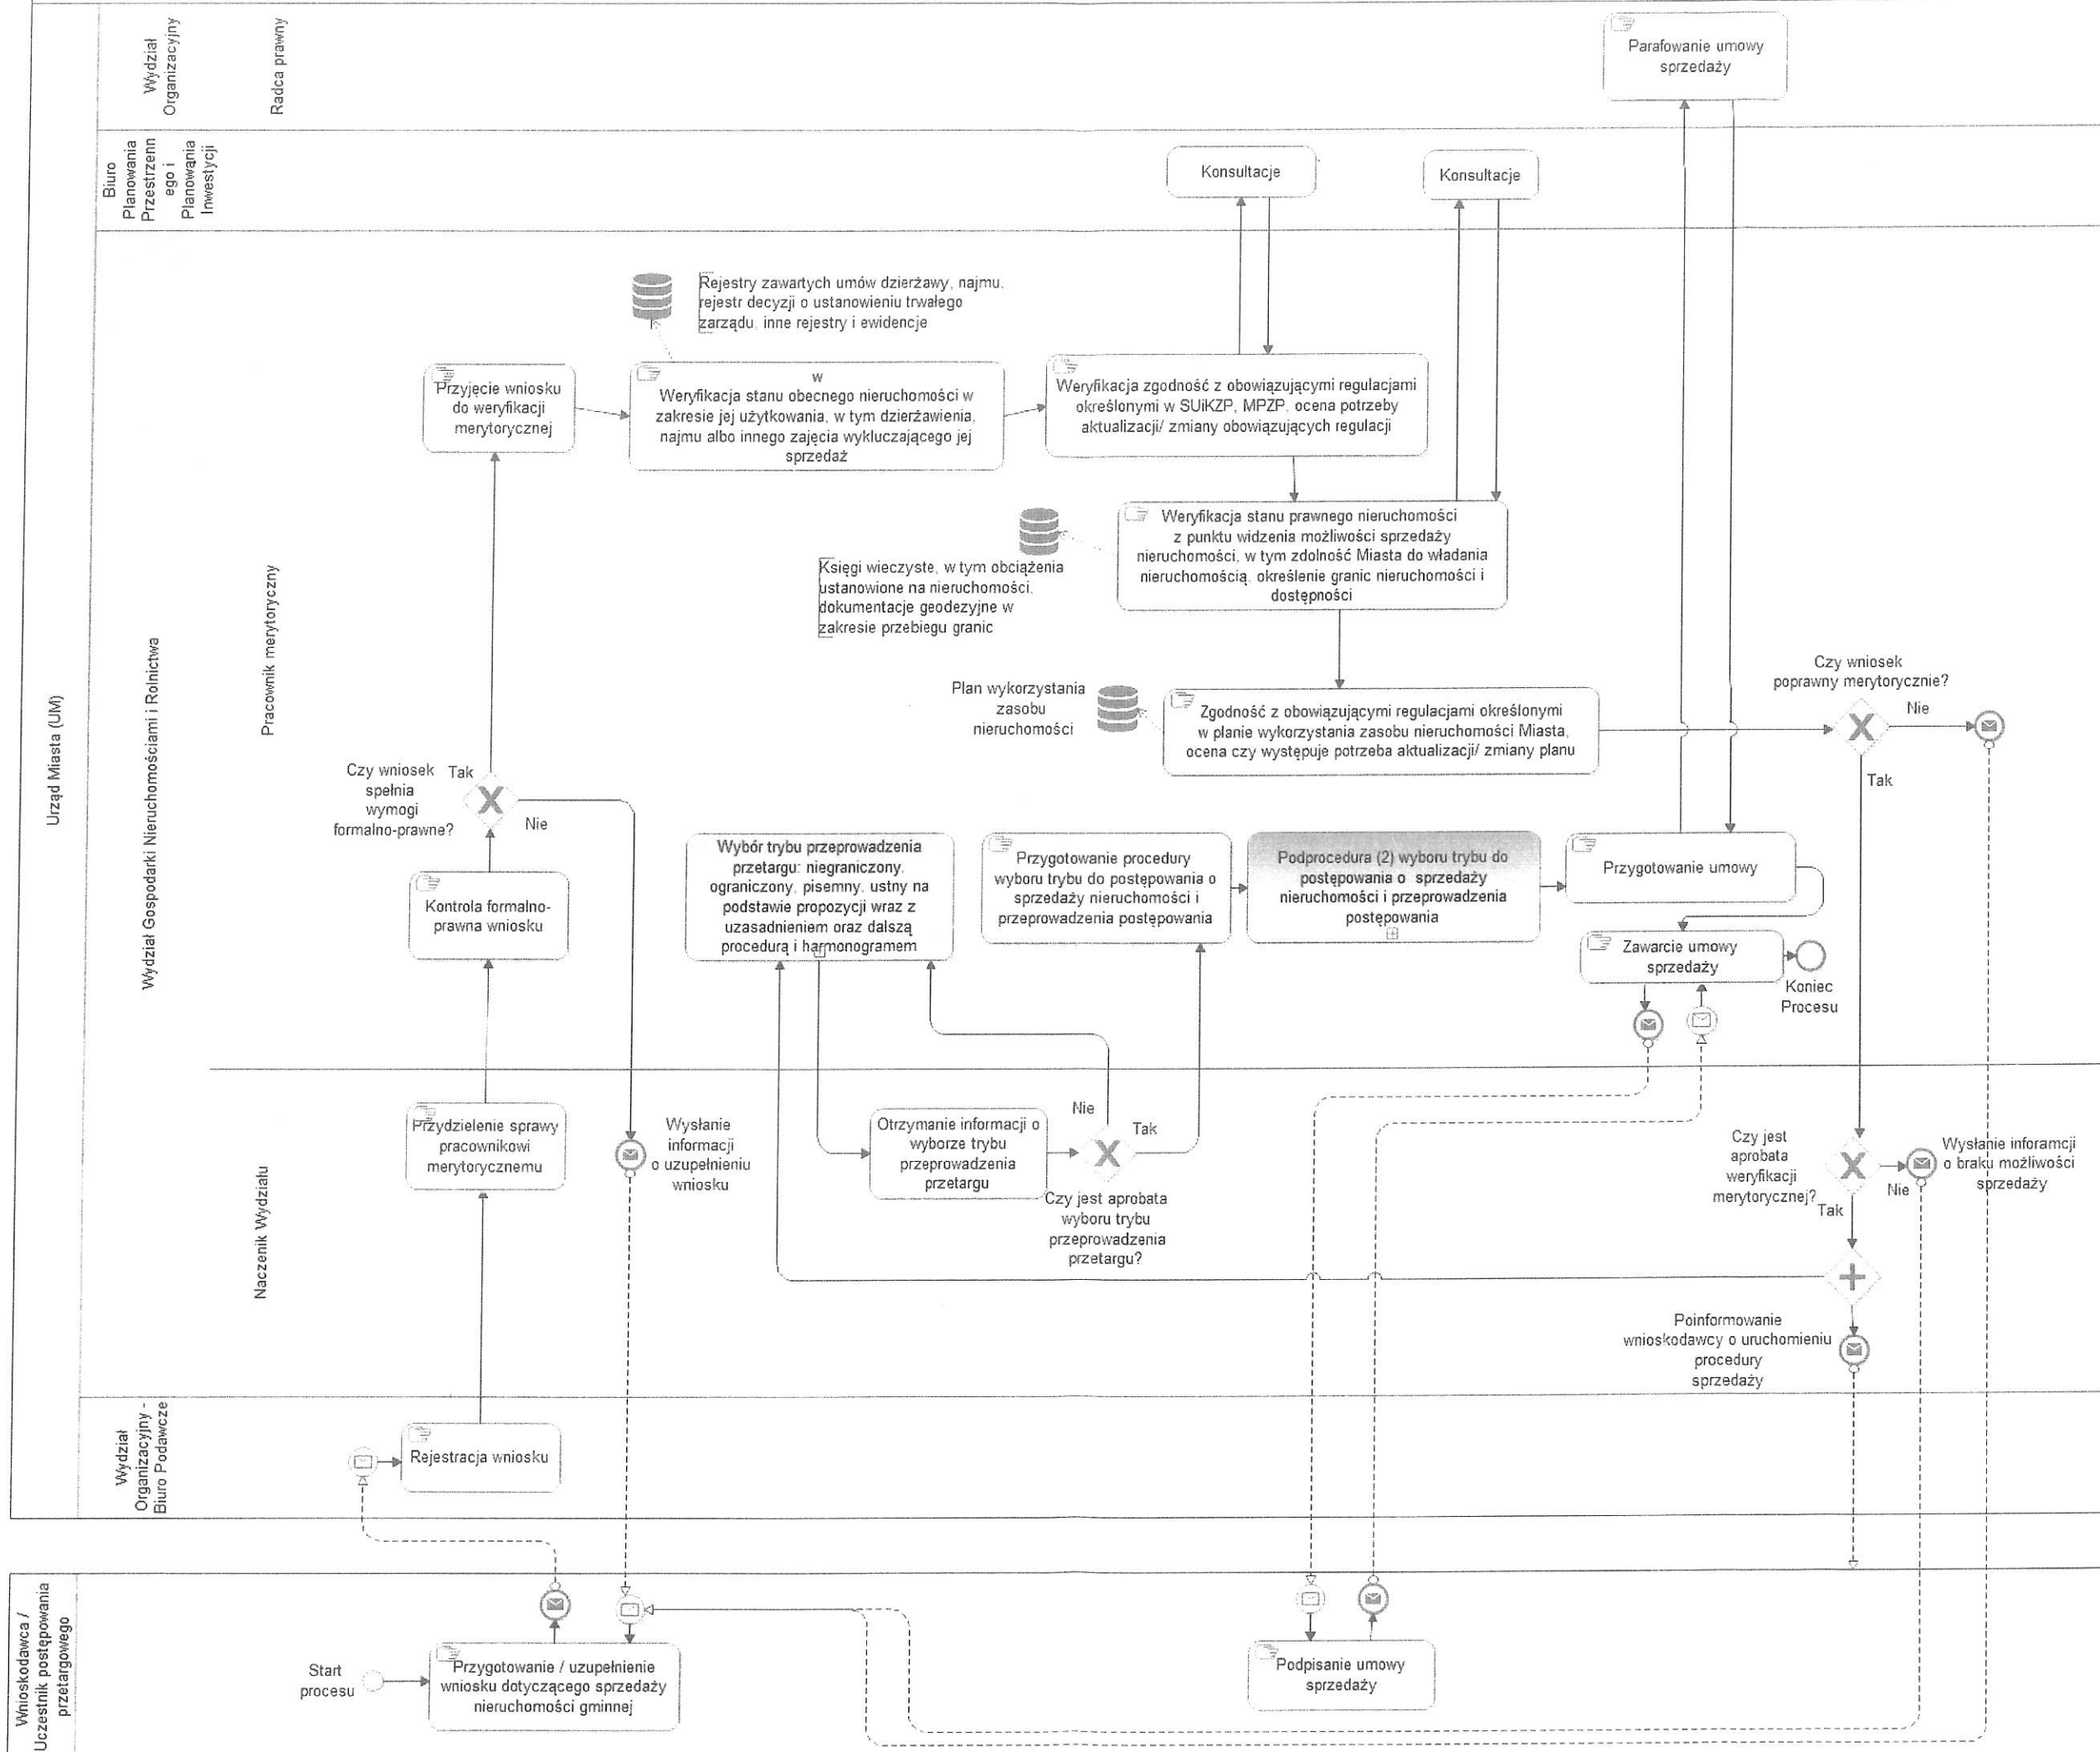 Wydział
Organizacyjny
Radca prawny
Parafowanie umowy
sprzedaży
Biuro
Planowania
Przestrzenn
ego i
Planowania
Inwestycji
Konsultacje
Konsultacje
Urząd Miasta (UM)
Wydział Gospodarki Nieruchomościami i Rolnictwa
Pracownik merytoryczny
Rejestry zawartych umów dzierżawy, najmu,
rejestr decyzji o ustanowieniu trwałego
zarządu, inne rejestry i ewidencje
Przyjęcie wniosku
do weryfikacji
merytorycznej
w
Weryfikacja stanu obecnego nieruchomości w
zakresie jej użytkowania, w tym dzierżawienia,
najmu albo innego zajęcia wykluczającego jej
sprzedaż
Weryfikacja zgodność z obowiązującymi regulacjami
określonymi w SUiKZP, MPZP, ocena potrzeby
aktualizacji/ zmiany obowiązujących regulacji
Weryfikacja stanu prawnego nieruchomości
z punktu widzenia możliwości sprzedaży
nieruchomości, w tym zdolność Miasta do władania
nieruchomością, określenie granic nieruchomości i
dostępności
Księgi wieczyste, w tym obciążenia
ustanowione na nieruchomości,
dokumentacje geodezyjne w
zakresie przebiegu granic
Plan wykorzystania
zasobu
nieruchomości
Zgodność z obowiązującymi regulacjami określonymi
w planie wykorzystania zasobu nieruchomości Miasta,
ocena czy występuje potrzeba aktualizacji/ zmiany planu
Czy wniosek
poprawny merytorycznie?
Nie
Tak
Czy wniosek
spełnia
wymogi
formalno-prawne?
Tak
Nie
Kontrola formalno-
prawna wniosku
Wybór trybu przeprowadzenia
przetargu: niegraniczony,
ograniczony, pisemny, ustny na
podstawie propozycji wraz z
uzasadnieniem oraz dalszą
procedurą i harmonogramem
Przygotowanie procedury
wyboru trybu do postępowania o
sprzedaży nieruchomości i
przeprowadzenia postępowania
Podprocedura (2) wyboru trybu do
postępowania o sprzedaży
nieruchomości i przeprowadzenia
postępowania
Przygotowanie umowy
Zawarcie umowy
sprzedaży
Koniec
Procesu
Naczenik Wydziału
Przydzielenie sprawy
pracownikowi
merytorycznemu
Wysłanie
informacji
o uzupełnieniu
wniosku
Otrzymanie informacji o
wyborze trybu
przeprowadzenia
przetargu
Nie
Tak
Czy jest aprobata
wyboru trybu
przeprowadzenia
przetargu?
Czy jest
aprobata
weryfikacji
merytorycznej?
Nie
Tak
Wysłanie inforamcji
o braku możliwości
sprzedaży
Poinformowanie
wnioskodawcy o uruchomieniu
procedury
sprzedaży
Wydział
Organizacyjny -
Biuro Podawcze
Rejestracja wniosku
Wnioskodawca /
Uczestnik postępowania
przetargowego
Start
procesu
Przygotowanie / uzupełnienie
wniosku dotyczącego sprzedaży
nieruchomości gminnej
Podpisanie umowy
sprzedaży